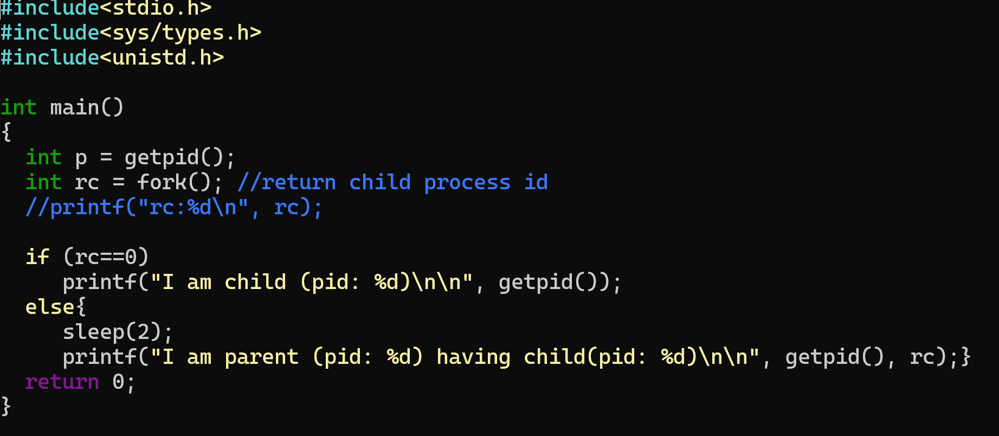 #include<stdio.h>
#include<sys/types.h>
#include<unistd.h>

int main()
{
  int p = getpid();
  int rc = fork(); //return child process id
  //printf("rc:%d\n", rc);

  if (rc==0)
     printf("I am child (pid: %d)\n\n", getpid());
  else{
     sleep(2);
     printf("I am parent (pid: %d) having child(pid: %d)\n\n", getpid(), rc);}
  return 0;
}